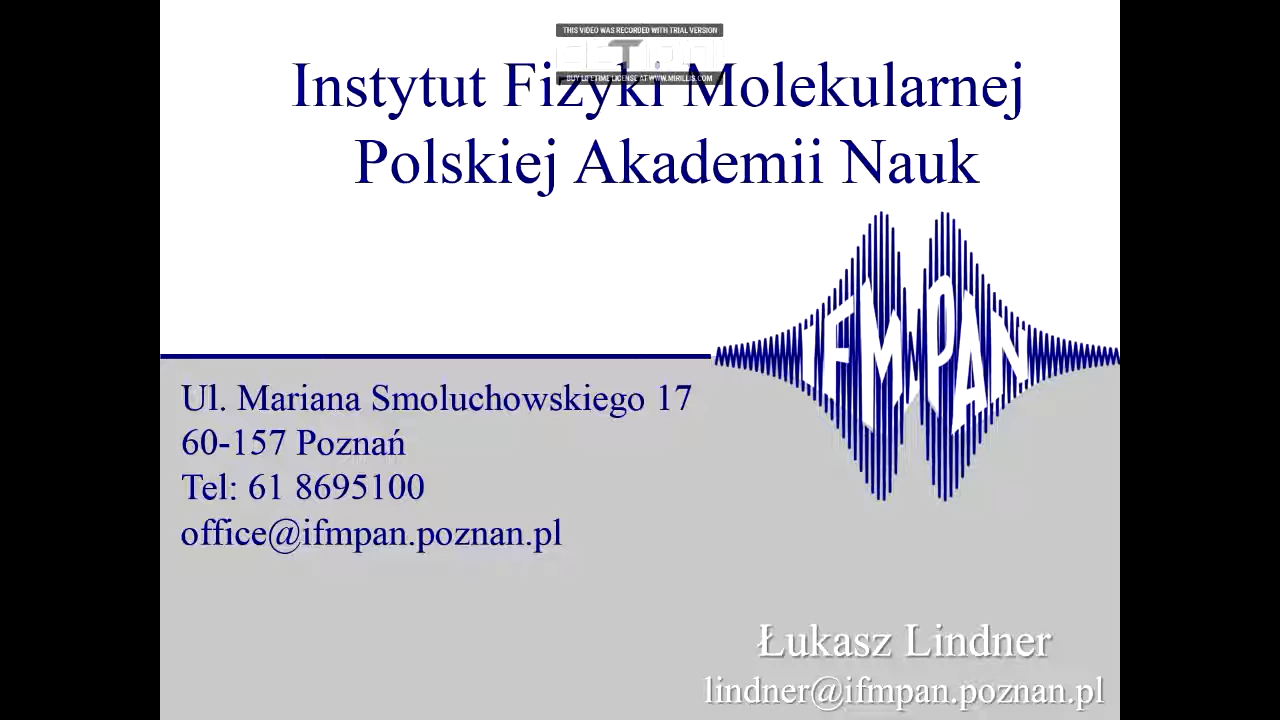 THIS VIDEO WAS RECORDED WITH TRIAL VERSION
BUY LIFETIME LICENSE AT WWW.MIRILLIS.COM
Instytut Fizyki Molekularnej
Polskiej Akademii Nauk
IFM PAN
Ul. Mariana Smoluchowskiego 17
60-157 Poznań
Tel: 61 8695100
office@ifmpan.poznan.pl
Łukasz Lindner
lindner@ifmpan.poznan.pl